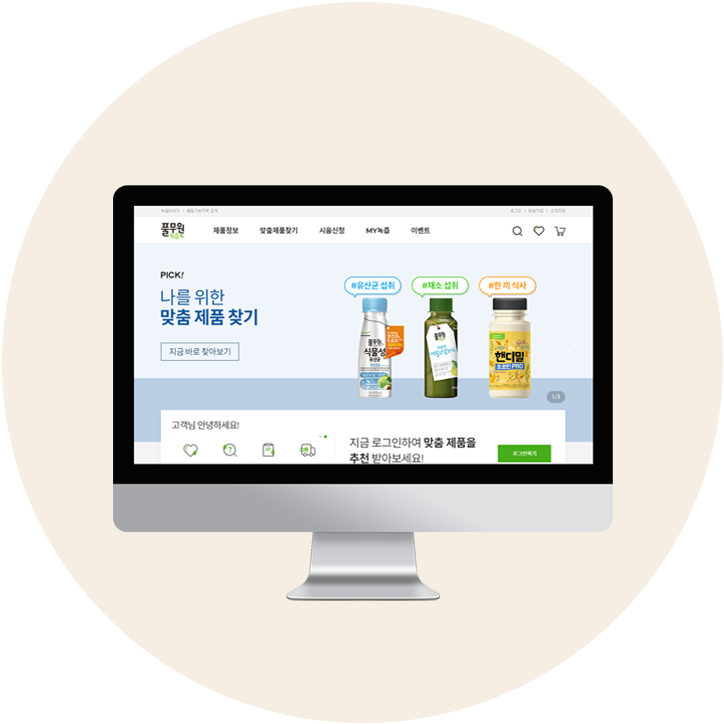 풀무원
녹즙
제품정보 맞춤제품찾기 시음신청 MY녹즙 이벤트
PICK!
나를 위한
맞춤 제품 찾기
지금 바로 찾아보기
#유산균 섭취 #채소 섭취 #한 끼 식사
풀무원
식물성
유산균
핸디밀
프로틴 PRO
1/3
고객님 안녕하세요!
지금 로그인하여 맞춤 제품을
추천 받아보세요!
로그인하기